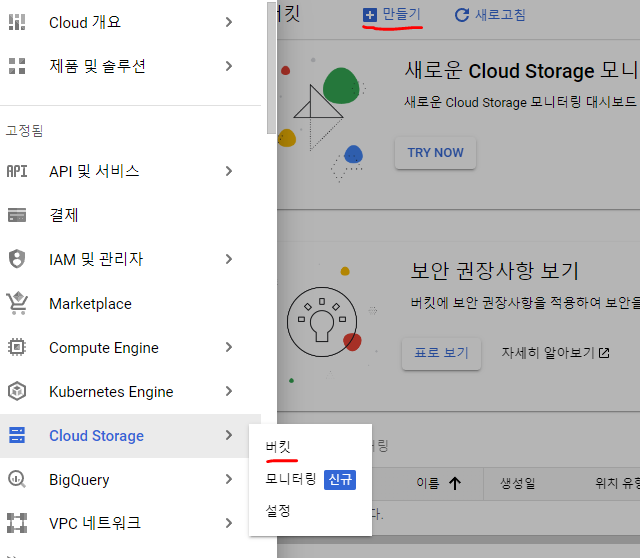 Cloud 개요
제품 및 솔루션
고정됨
API API 및 서비스
결제
IAM 및 관리자
Marketplace
Compute Engine
Kubernetes Engine
Cloud Storage
BigQuery
VPC 네트워크
버킷
모니터링 신규
설정
버킷 만들기 새로고침
새로운 Cloud Storage 모니
새로운 Cloud Storage 모니터링 대시보드
TRY NOW
보안 권장사항 보기
버킷에 보안 권장사항을 적용하여 보안을
표로 보기 자세히 알아보기
터링
이름 생성일 위치 유형
다.